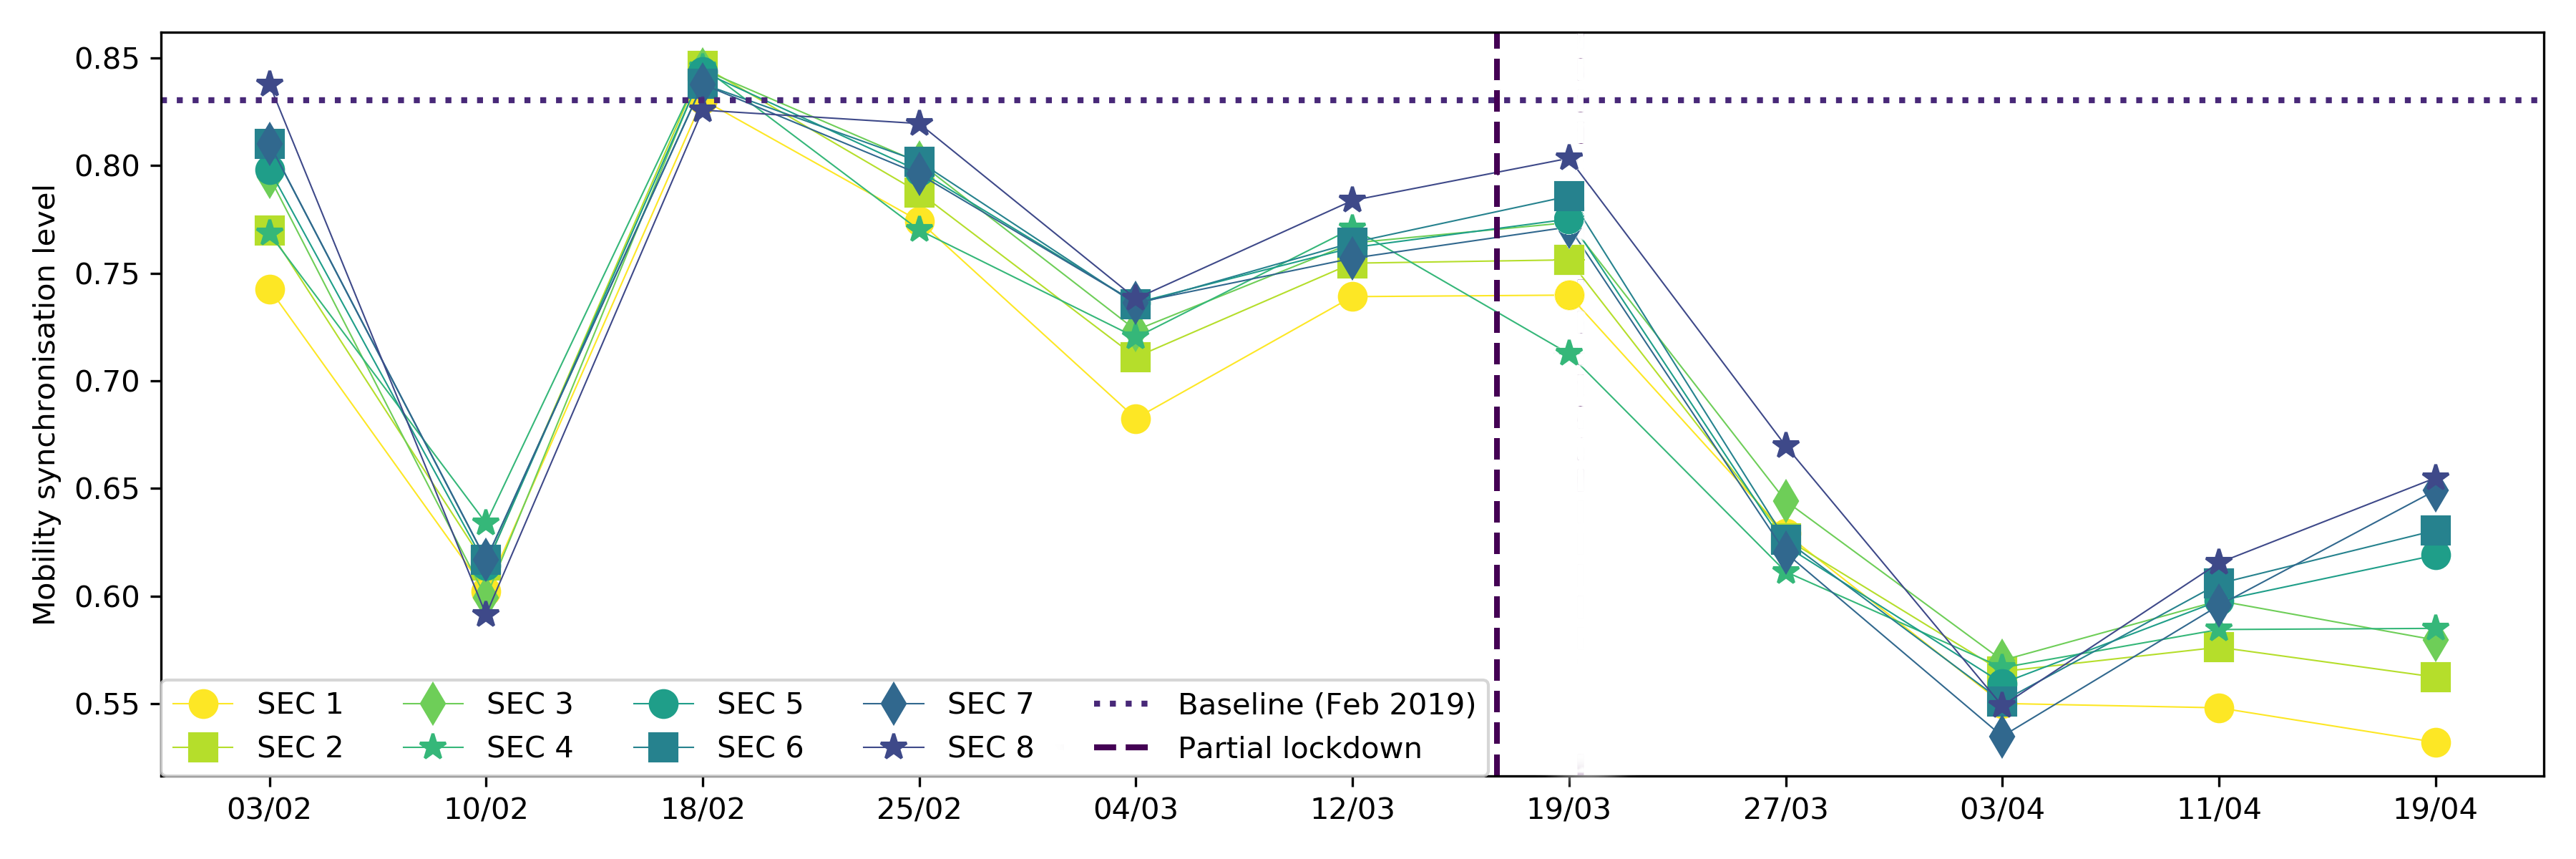 Mobility synchronisation level
0.85
0.80
0.75
0.70
0.65
0.60
0.55
SEC 1 SEC 3 SEC 5 SEC 7 Baseline (Feb 2019)
SEC 2 SEC 4 SEC 6 SEC 8 Partial lockdown
03/02 10/02 18/02 25/02 04/03 12/03 19/03 27/03 03/04 11/04 19/04